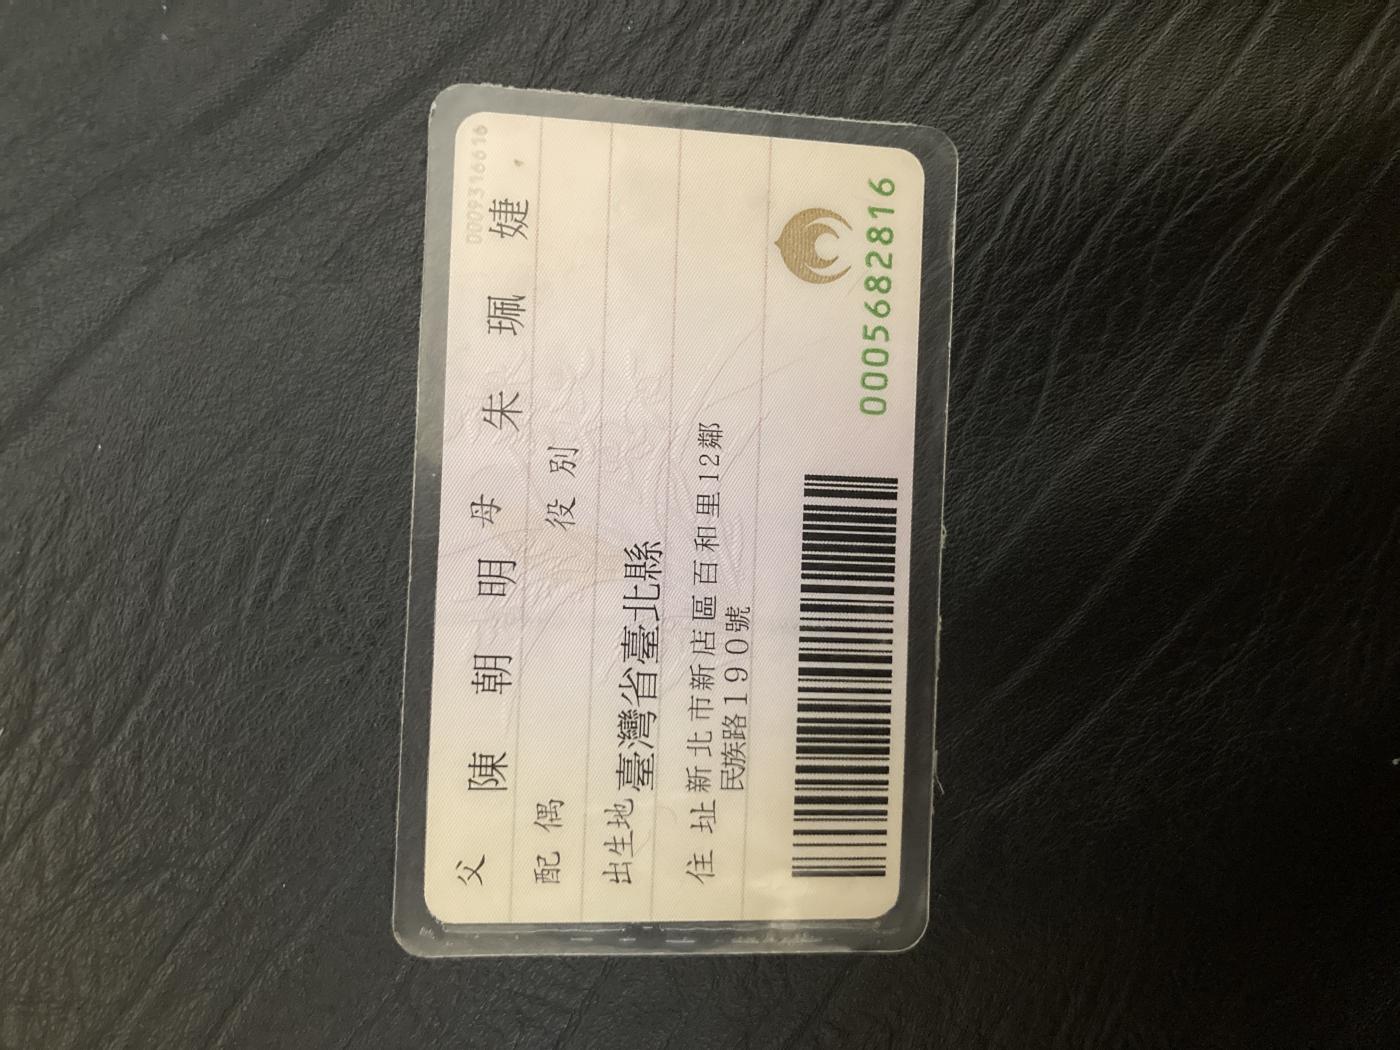 0009316616
父 陳 朝 明 母 朱 珮 婕
配偶 役別
出生地 臺灣省臺北縣
住址 新北市新店區百和里12鄰
民族路190號
0005682816